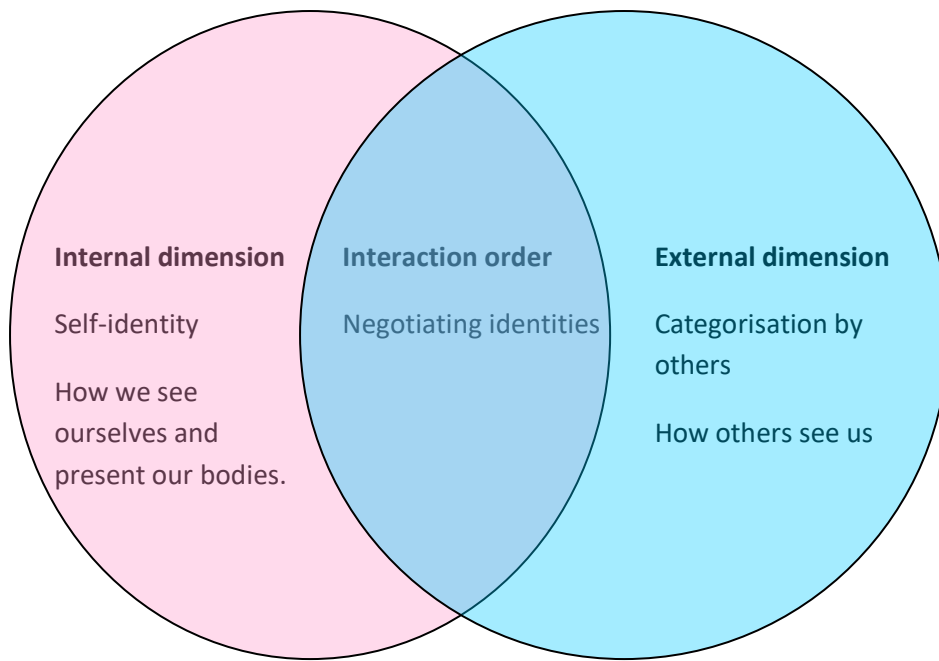 Internal dimension
Self-identity
How we see
ourselves and
present our bodies.
Interaction order
Negotiating identities
External dimension
Categorisation by
others
How others see us